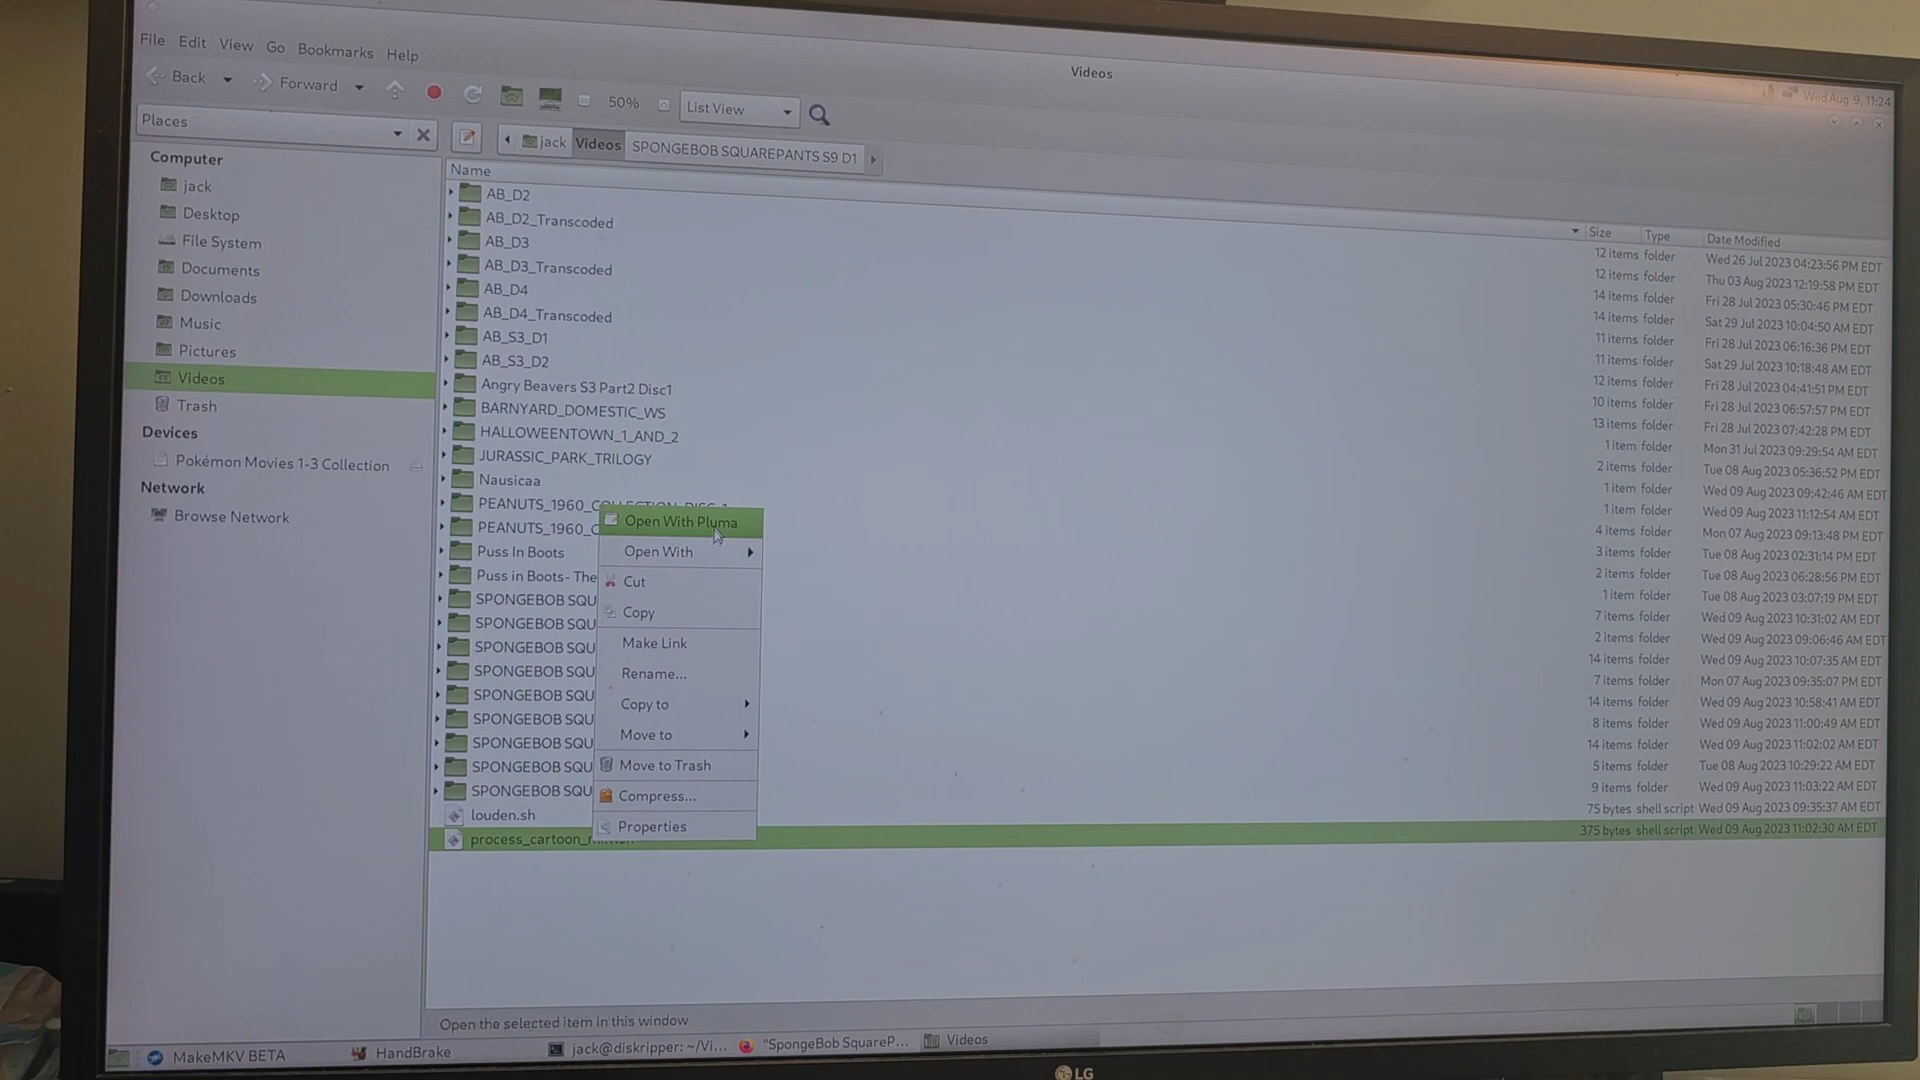 File Edit View Go Bookmarks Help
Videos
Wed Aug 9, 11:24
Back Forward 50% List View
Places
jack Videos SPONGEBOB SQUAREPANTS S9 D1
Computer
jack
Desktop
File System
Documents
Downloads
Music
Pictures
Videos
Trash
Devices
Pokémon Movies 1-3 Collection
Network
Browse Network
Name Size Type Date Modified
AB_D2
AB_D2_Transcoded
AB_D3
AB_D3_Transcoded
AB_D4
AB_D4_Transcoded
AB_S3_D1
AB_S3_D2
Angry Beavers S3 Part2 Disc1
BARNYARD_DOMESTIC_WS
HALLOWEENTOWN_1_AND_2
JURASSIC_PARK_TRILOGY
Nausicaa
PEANUTS_1960_COLLECTION_DISC_1
PEANUTS_1960_C
Puss In Boots
Puss in Boots- The
SPONGEBOB SQU
SPONGEBOB SQU
SPONGEBOB SQU
SPONGEBOB SQU
SPONGEBOB SQU
SPONGEBOB SQU
SPONGEBOB SQU
SPONGEBOB SQU
SPONGEBOB SQU
louden.sh
process_cartoon_
12 items folder Wed 26 Jul 2023 04:23:56 PM EDT
12 items folder Thu 03 Aug 2023 12:19:58 PM EDT
14 items folder Fri 28 Jul 2023 05:30:46 PM EDT
14 items folder Sat 29 Jul 2023 10:04:50 AM EDT
11 items folder Fri 28 Jul 2023 06:16:36 PM EDT
11 items folder Sat 29 Jul 2023 10:18:48 AM EDT
12 items folder Fri 28 Jul 2023 04:41:51 PM EDT
10 items folder Fri 28 Jul 2023 06:57:57 PM EDT
13 items folder Fri 28 Jul 2023 07:42:28 PM EDT
1 item folder Mon 31 Jul 2023 09:29:54 AM EDT
2 items folder Tue 08 Aug 2023 05:36:52 PM EDT
1 item folder Wed 09 Aug 2023 09:42:46 AM EDT
1 item folder Wed 09 Aug 2023 11:12:54 AM EDT
4 items folder Mon 07 Aug 2023 09:13:48 PM EDT
3 items folder Tue 08 Aug 2023 02:31:14 PM EDT
2 items folder Tue 08 Aug 2023 06:28:56 PM EDT
1 item folder Tue 08 Aug 2023 03:07:19 PM EDT
7 items folder Wed 09 Aug 2023 10:31:02 AM EDT
2 items folder Wed 09 Aug 2023 09:06:46 AM EDT
14 items folder Wed 09 Aug 2023 10:07:35 AM EDT
7 items folder Mon 07 Aug 2023 09:35:07 PM EDT
14 items folder Wed 09 Aug 2023 10:58:41 AM EDT
8 items folder Wed 09 Aug 2023 11:00:49 AM EDT
14 items folder Wed 09 Aug 2023 11:02:02 AM EDT
5 items folder Tue 08 Aug 2023 10:29:22 AM EDT
9 items folder Wed 09 Aug 2023 11:03:22 AM EDT
75 bytes shell script Wed 09 Aug 2023 09:35:37 AM EDT
375 bytes shell script Wed 09 Aug 2023 11:02:30 AM EDT
Open With Pluma
Open With
Cut
Copy
Make Link
Rename...
Copy to
Move to
Move to Trash
Compress...
Properties
Open the selected item in this window
MakeMKV BETA HandBrake jack@diskripper: ~/Vi... "SpongeBob SquareP... Videos
LG